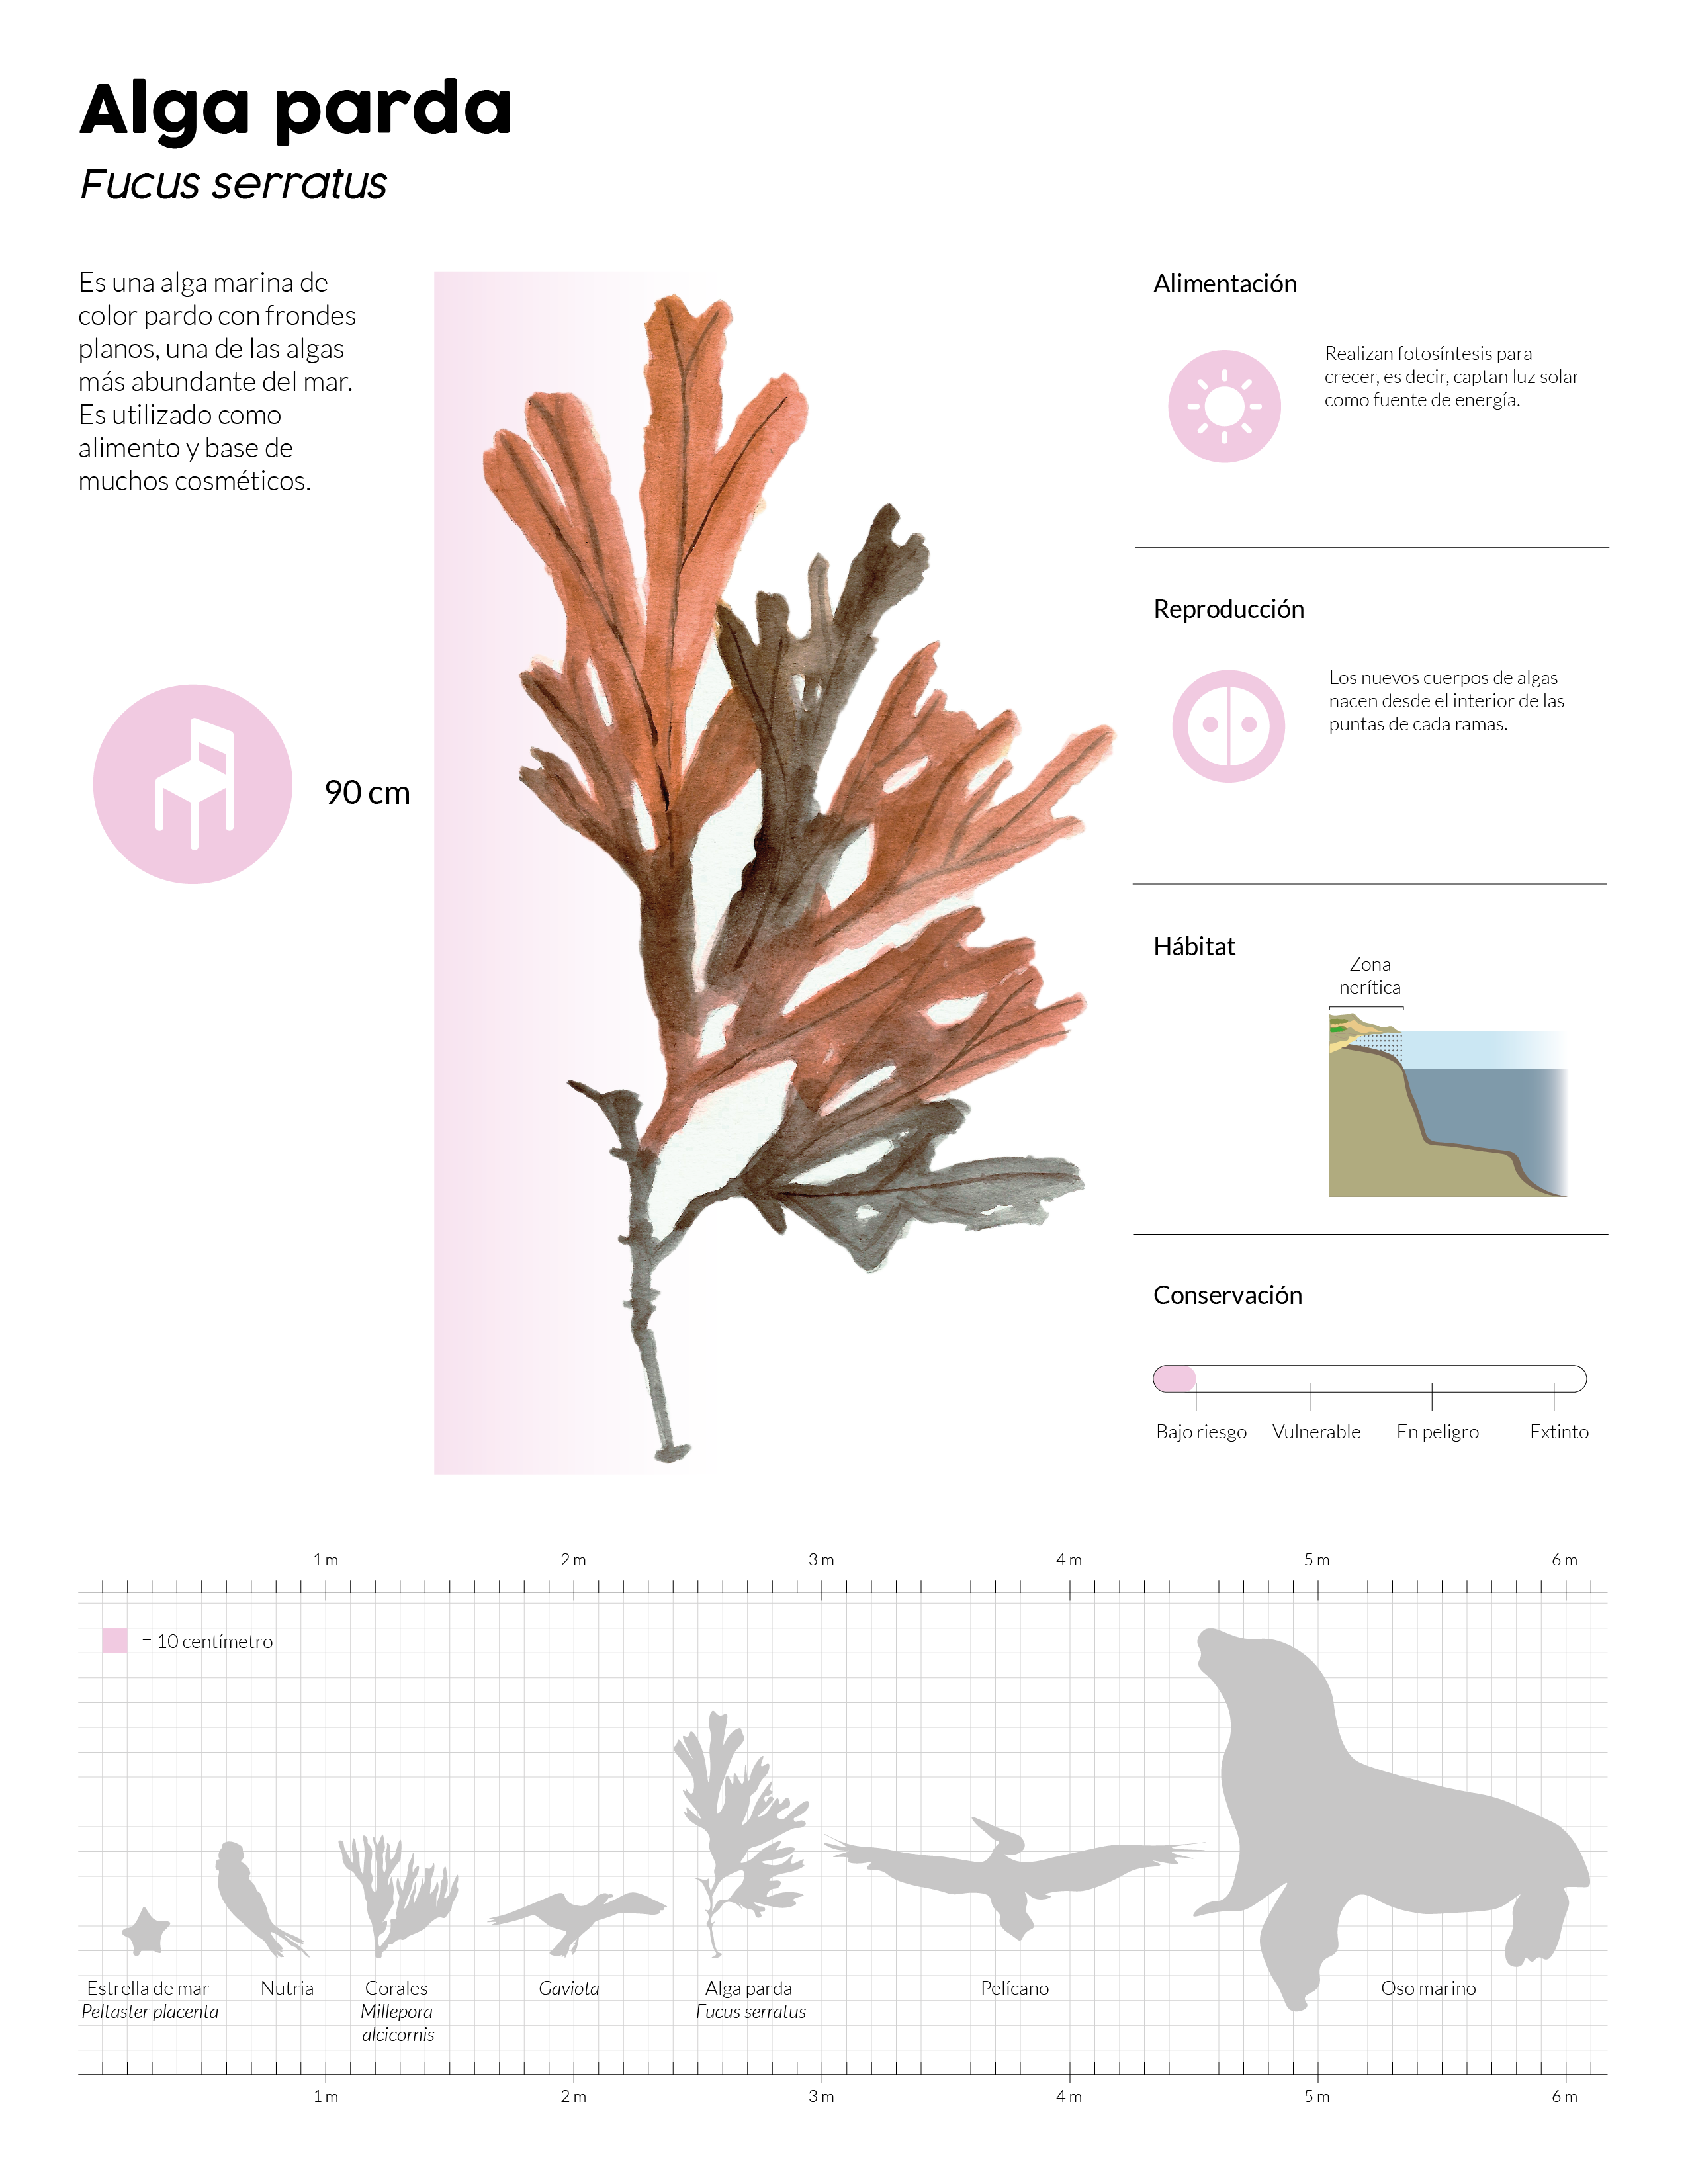 Alga parda
Fucus serratus
Es una alga marina de
color pardo con frondes
planos, una de las algas
más abundante del mar.
Es utilizado como
alimento y base de
muchos cosméticos.
90 cm
Alimentación
Realizan fotosíntesis para
crecer, es decir, captan luz solar
como fuente de energía.
Reproducción
Los nuevos cuerpos de algas
nacen desde el interior de las
puntas de cada ramas.
Hábitat
Zona
nerítica
Conservación
Bajo riesgo
Vulnerable
En peligro
Extinto
1 m
2 m
3 m
4 m
5 m
6 m
= 10 centímetro
Estrella de mar
Peltaster placenta
Nutria
Corales
Millepora
alcicornis
Gaviota
Alga parda
Fucus serratus
Pelícano
Oso marino
1 m
2 m
3 m
4 m
5 m
6 m